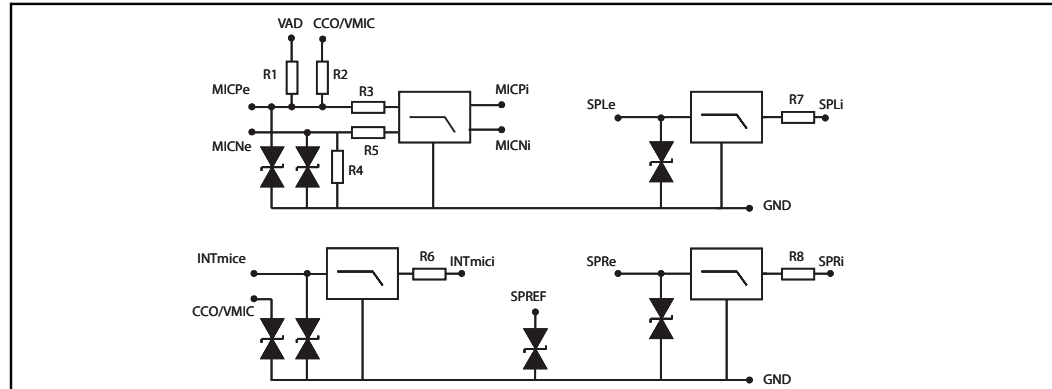 VAD CCO/VMIC
R1 R2
MICPe R3 MICPi
MICNe R5 MICNi
R4
SPLe R7 SPLi
GND
INTmice R6 INTmici
CCO/VMIC
SPREF
SPRe R8 SPRi
GND